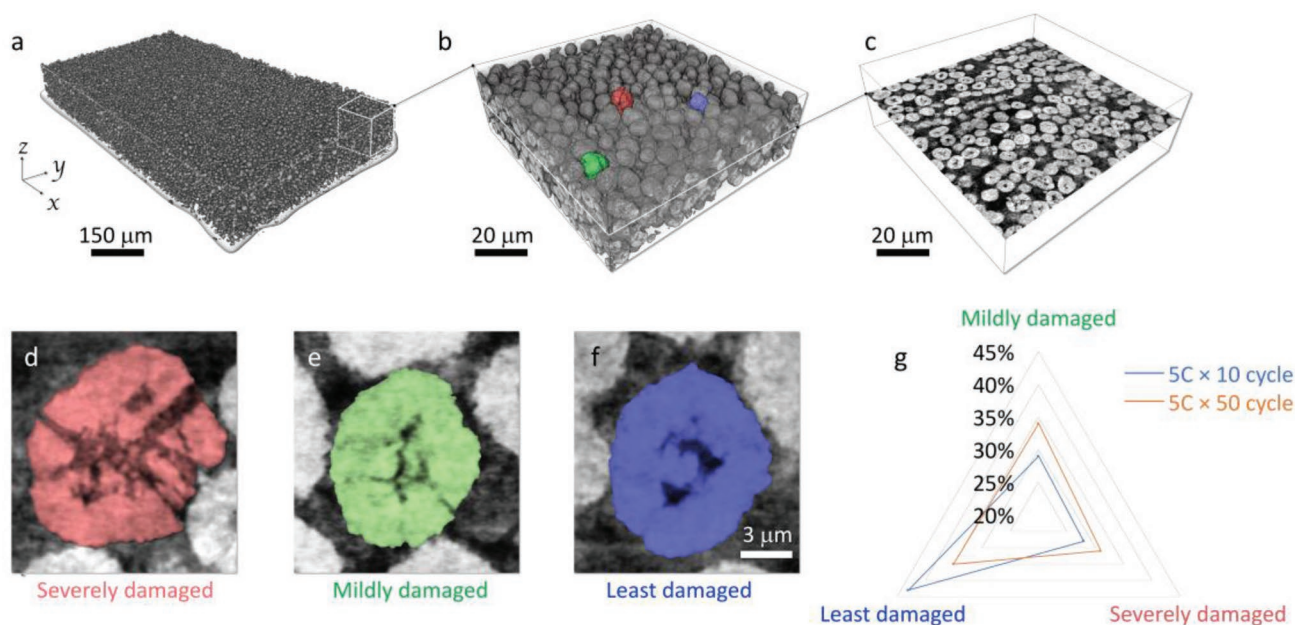 a
b
c
z
y
x
150 μm
20 μm
20 μm
d
e
f
3 μm
Severely damaged
Mildly damaged
Least damaged
g
Mildly damaged
45%
40%
35%
30%
25%
20%
5C × 10 cycle
5C × 50 cycle
Least damaged
Severely damaged